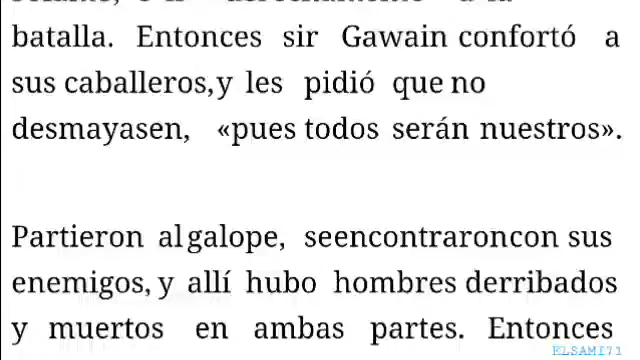 batalla. Entonces sir Gawain confortó a
sus caballeros,y les pidió que no
desmayasen, «pues todos serán nuestros».
Partieron algalope, seencontraroncon sus
enemigos, y allí hubo hombres derribados
y muertos en ambas partes. Entonces
ELSAMI71